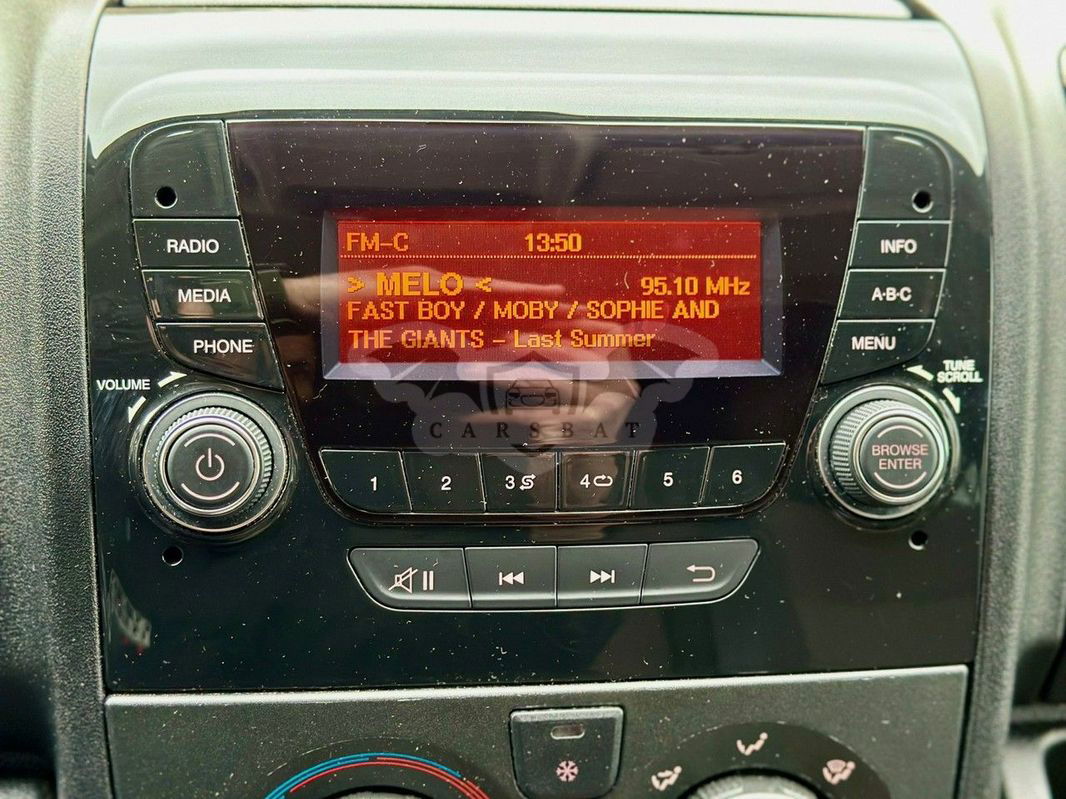 FM-C 13:50
> MELO < 95.10 MHz
FAST BOY / MOBY / SOPHIE AND
THE GIANTS - Last Summer
RADIO
MEDIA
PHONE
VOLUME
INFO
A·B·C
MENU
TUNE
SCROLL
BROWSE
ENTER
CARSBAT
1 2 3 4 5 6